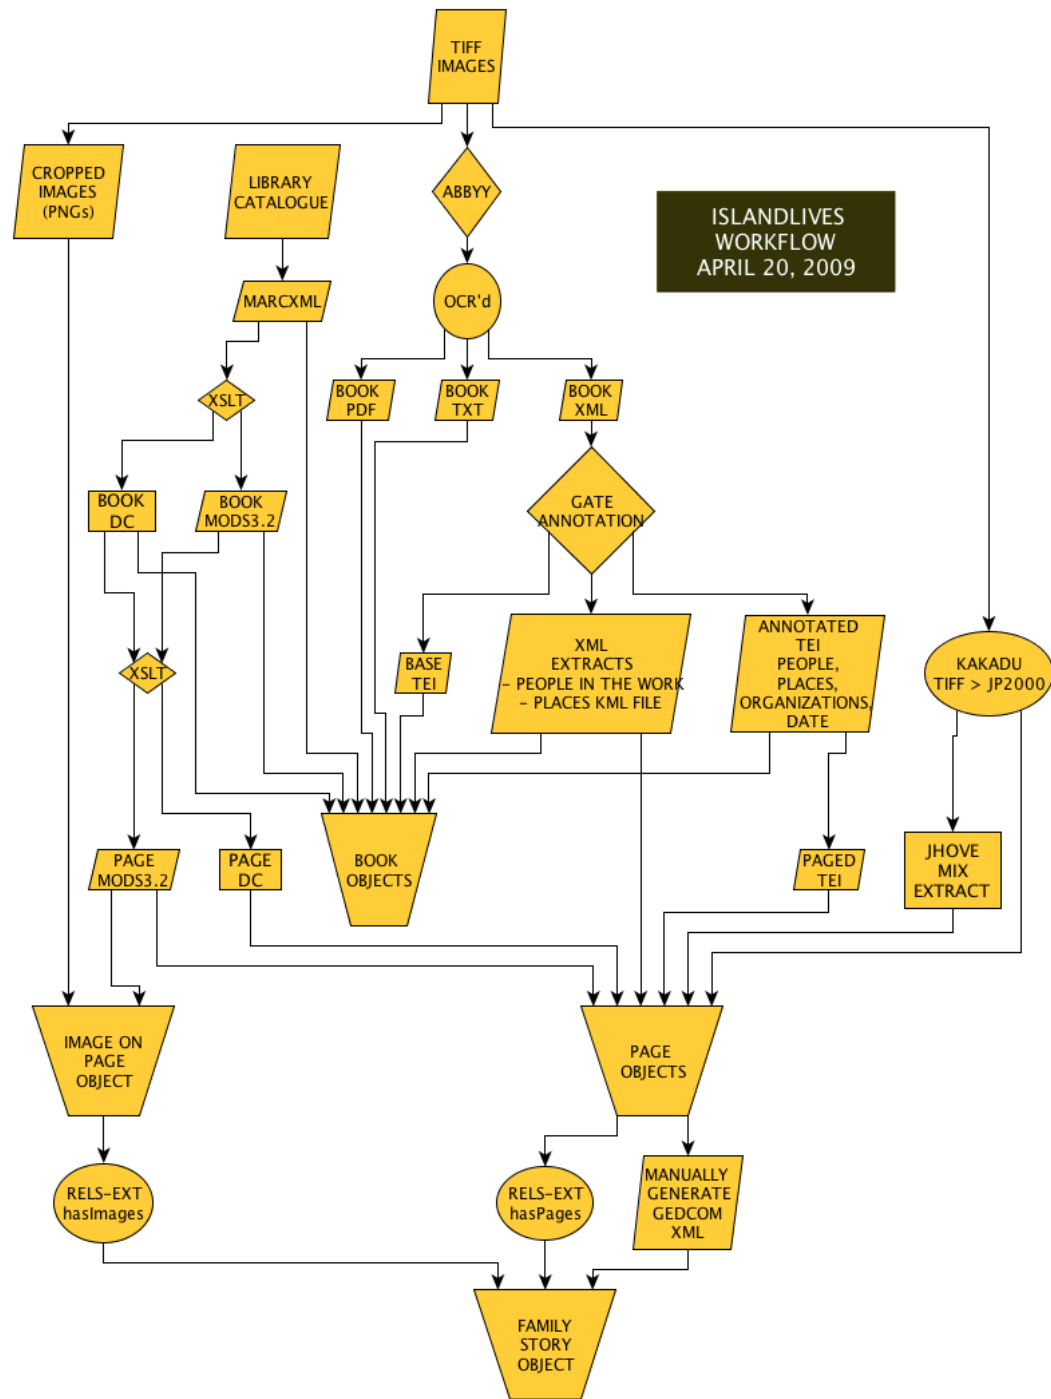 TIFF
IMAGES
CROPPED
IMAGES
(PNGs)
LIBRARY
CATALOGUE
ABBYY
ISLANDLIVES
WORKFLOW
APRIL 20, 2009
MARCXML
OCR'd
XSLT
BOOK
PDF
BOOK
TXT
BOOK
XML
BOOK
DC
BOOK
MODS3.2
GATE
ANNOTATION
XSLT
BASE
TEI
XML
EXTRACTS
- PEOPLE IN THE WORK
- PLACES KML FILE
ANNOTATED
TEI
PEOPLE,
PLACES,
ORGANIZATIONS,
DATE
KAKADU
TIFF > JP2000
PAGE
MODS3.2
PAGE
DC
BOOK
OBJECTS
PAGED
TEI
JHOVE
MIX
EXTRACT
IMAGE ON
PAGE
OBJECT
PAGE
OBJECTS
RELS-EXT
hasImages
RELS-EXT
hasPages
MANUALLY
GENERATE
GEDCOM
XML
FAMILY
STORY
OBJECT